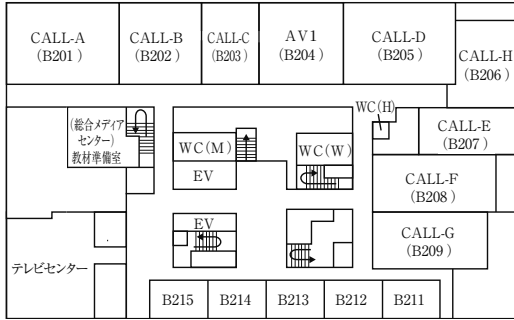 CALL-A
(B201)
CALL-B
(B202)
CALL-C
(B203)
AV1
(B204)
CALL-D
(B205)
CALL-H
(B206)
WC(H)
CALL-E
(B207)
(総合メディア
センター)
教材準備室
WC(M)
EV
WC(W)
CALL-F
(B208)
EV
CALL-G
(B209)
テレビセンター
B215
B214
B213
B212
B211